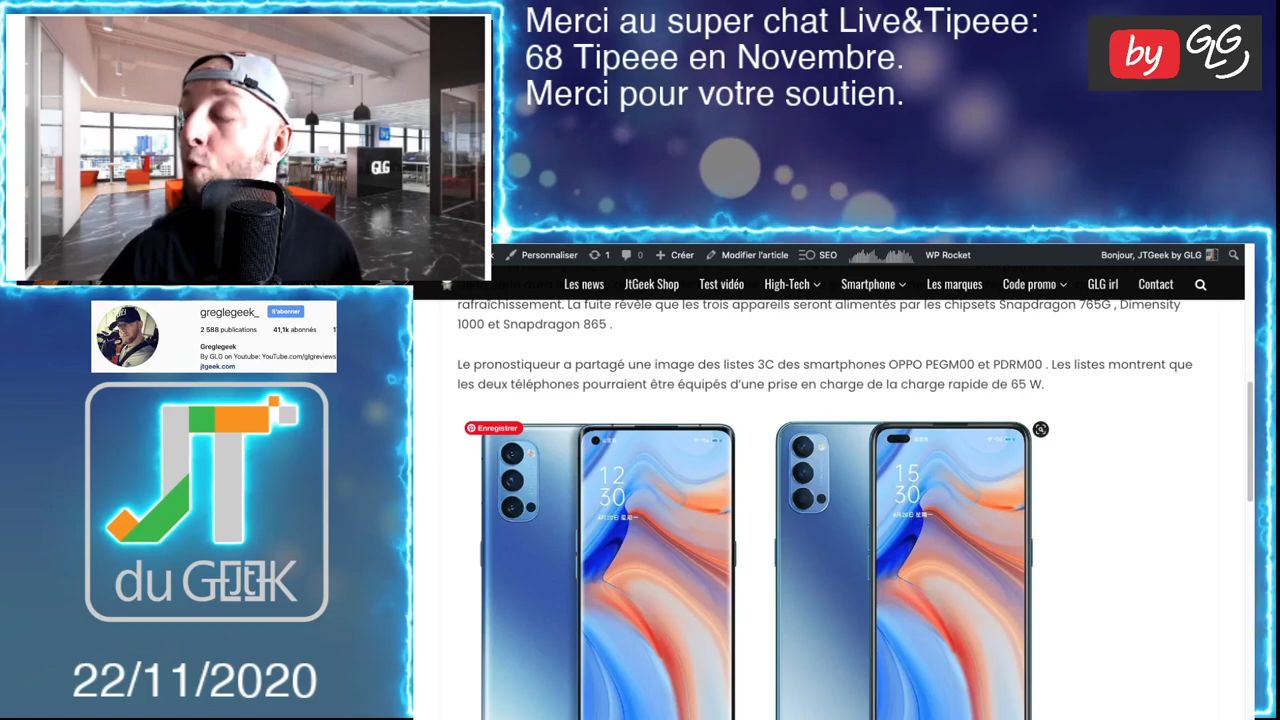 Merci au super chat Live&Tipeee:
68 Tipeee en Novembre.
Merci pour votre soutien.
by GLG
GLG
Personnaliser 1 0 Créer Modifier l'article SEO WP Rocket Bonjour, JTGeek by GLG
Les news JtGeek Shop Test vidéo High-Tech Smartphone Les marques Code promo GLG irl Contact
rafraîchissement. La fuite révèle que les trois appareils seront alimentés par les chipsets Snapdragon 765G , Dimensity
1000 et Snapdragon 865 .
Le pronostiqueur a partagé une image des listes 3C des smartphones OPPO PEGM00 et PDRM00 . Les listes montrent que
les deux téléphones pourraient être équipés d'une prise en charge de la charge rapide de 65 W.
greglegeek_ S'abonner
2 588 publications 41,1k abonnés 1
Greglegeek
By GLG on Youtube: YouTube.com/glgreviews
jtgeek.com
JT
du GEEK
22/11/2020
Enregistrer
12
30
15
30